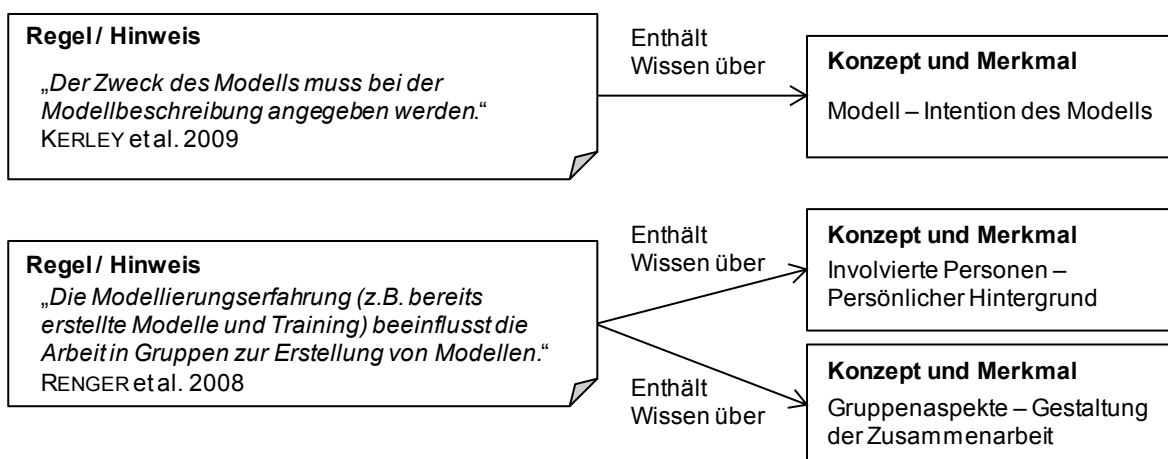 Regel / Hinweis
„Der Zweck des Modells muss bei der
Modellbeschreibung angegeben werden.“
KERLEY et al. 2009
Enthält
Wissen über
Konzept und Merkmal
Modell – Intention des Modells
Regel / Hinweis
„Die Modellierungserfahrung (z.B. bereits
erstellte Modelle und Training) beeinflusst die
Arbeit in Gruppen zur Erstellung von Modellen.“
RENGER et al. 2008
Enthält
Wissen über
Konzept und Merkmal
Involvierte Personen –
Persönlicher Hintergrund
Enthält
Wissen über
Konzept und Merkmal
Gruppenaspekte – Gestaltung
der Zusammenarbeit